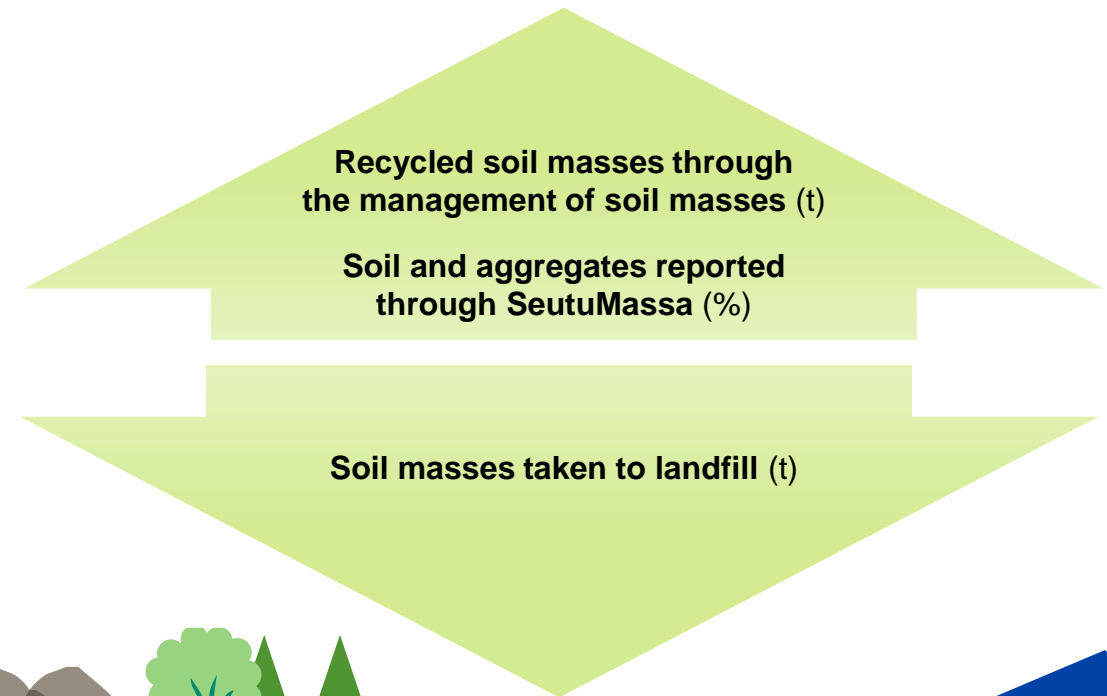 Recycled soil masses through
the management of soil masses (t)
Soil and aggregates reported
through SeutuMassa (%)
Soil masses taken to landfill (t)